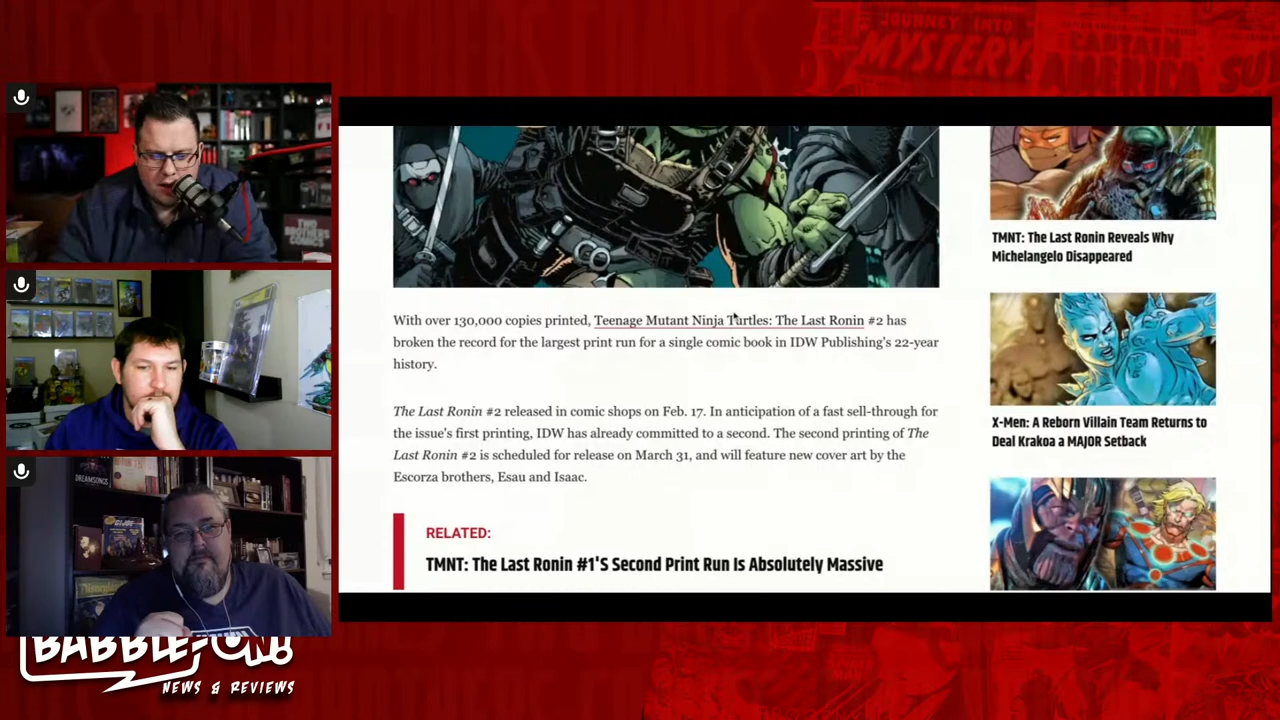 JOURNEY INTO
MYSTERY
CAPTAIN
AMERICA
TWO BROTHERS
COMICS
DREAMSONGS
TMNT: The Last Ronin Reveals Why
Michelangelo Disappeared
With over 130,000 copies printed, Teenage Mutant Ninja Turtles: The Last Ronin #2 has
broken the record for the largest print run for a single comic book in IDW Publishing's 22-year
history.
The Last Ronin #2 released in comic shops on Feb. 17. In anticipation of a fast sell-through for
the issue's first printing, IDW has already committed to a second. The second printing of The
Last Ronin #2 is scheduled for release on March 31, and will feature new cover art by the
Escorza brothers, Esau and Isaac.
X-Men: A Reborn Villain Team Returns to
Deal Krakoa a MAJOR Setback
RELATED:
TMNT: The Last Ronin #1'S Second Print Run Is Absolutely Massive
BABBLE-ON!
NEWS & REVIEWS